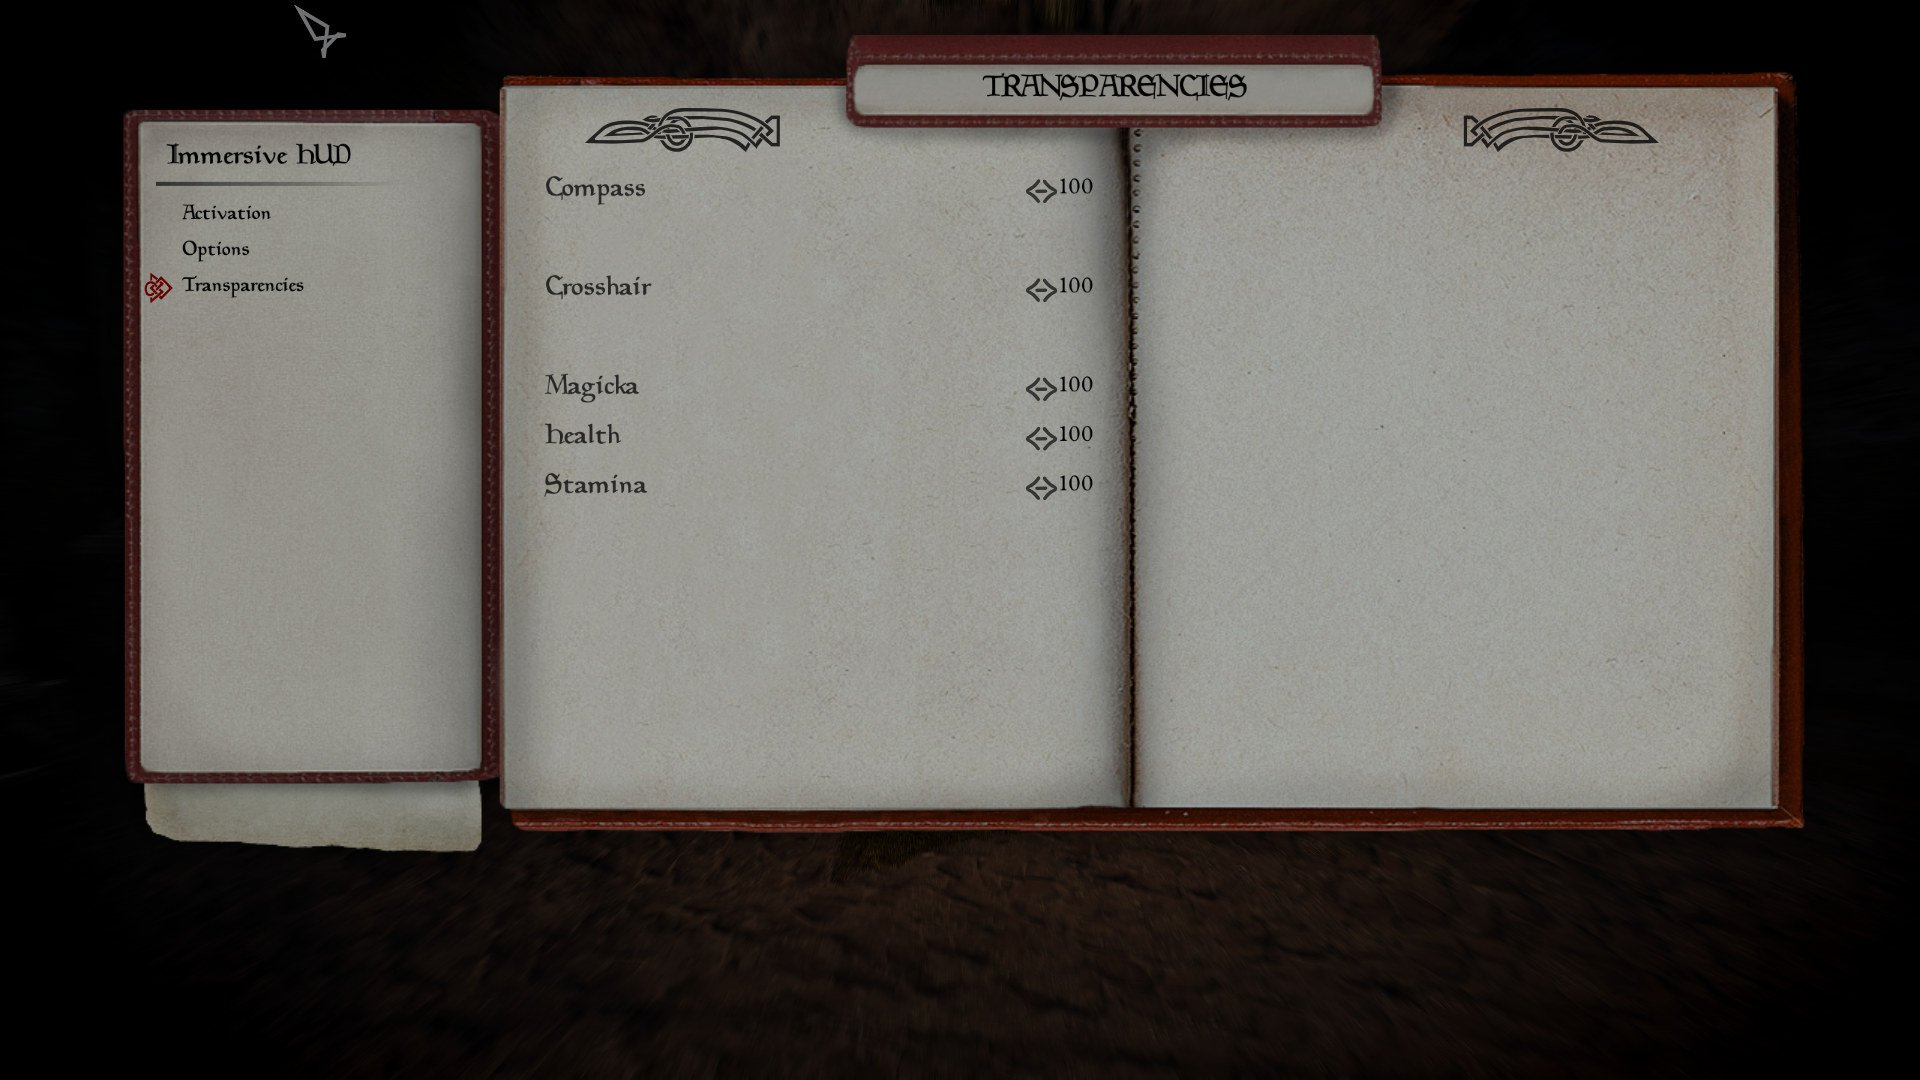 TRANSPARENCIES
Immersive HUD
Activation
Options
Transparencies
Compass 100
Crosshair 100
Magicka 100
Health 100
Stamina 100